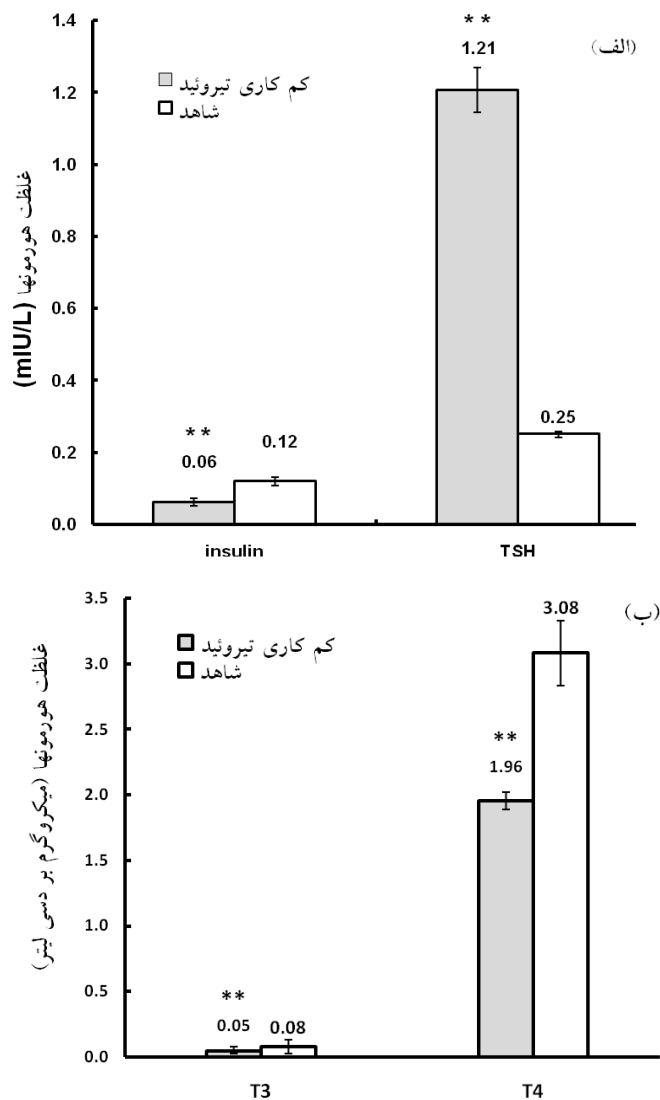 (الف)
**
1.21
کم کاری تیروئید
شاهد
غلظت هورمونها (mIU/L)
1.4
1.2
1.0
0.8
0.6
0.4
0.2
0.0
**
0.06
0.12
0.25
insulin
TSH
(ب)
3.08
کم کاری تیروئید
شاهد
غلظت هورمونها (میکروگرم بر دسی لیتر)
3.5
3.0
2.5
2.0
1.5
1.0
0.5
0.0
**
1.96
**
0.05
0.08
T3
T4